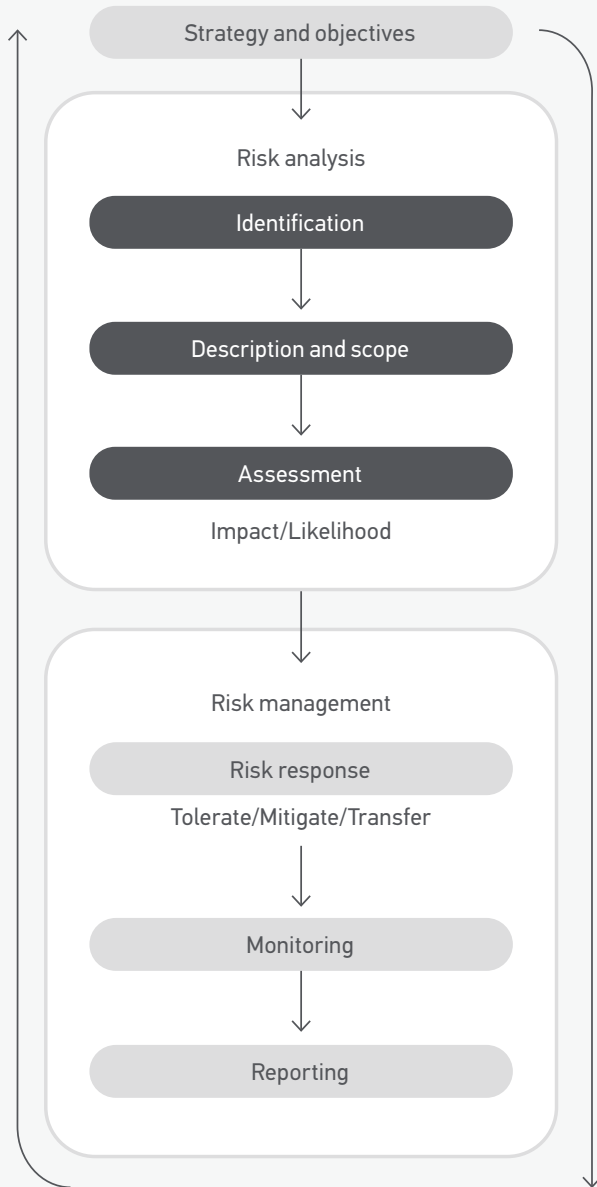 Strategy and objectives
Risk analysis
Identification
Description and scope
Assessment
Impact/Likelihood
Risk management
Risk response
Tolerate/Mitigate/Transfer
Monitoring
Reporting